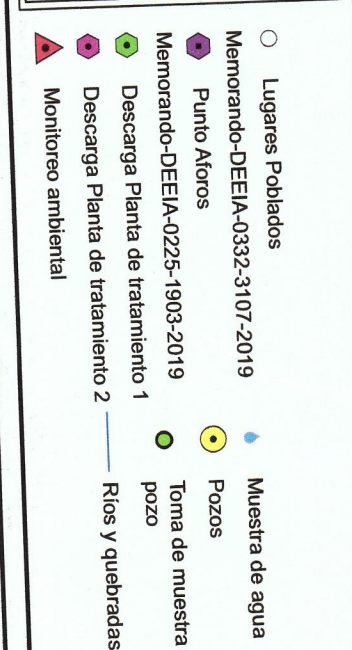 Lugares Poblados
Memorando-DEEIA-0332-3107-2019
Punto Aforos
Memorando-DEEIA-0225-1903-2019
Descarga Planta de tratamiento 1
Descarga Planta de tratamiento 2
Monitoreo ambiental
Muestra de agua
Pozos
Toma de muestra
pozo
Ríos y quebradas